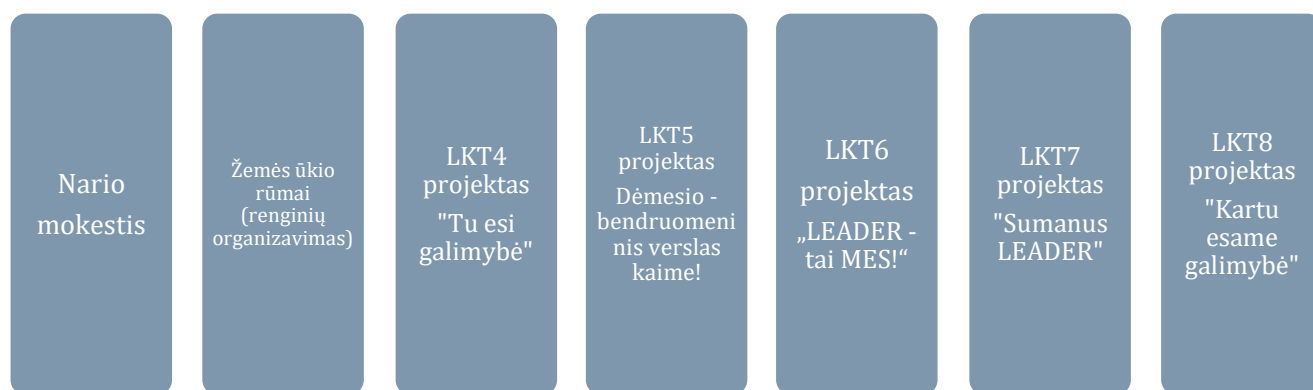 Nario
mokestis
Žemės ūkio
rūmai
(renginių
organizavimas)
LKT4
projektas
"Tu esi
galimybė"
LKT5
projektas
Dėmesio -
bendruomeni
nis verslas
kaime!
LKT6
projektas
„LEADER -
tai MES!“
LKT7
projektas
"Sumanus
LEADER"
LKT8
projektas
"Kartu
esame
galimybė"